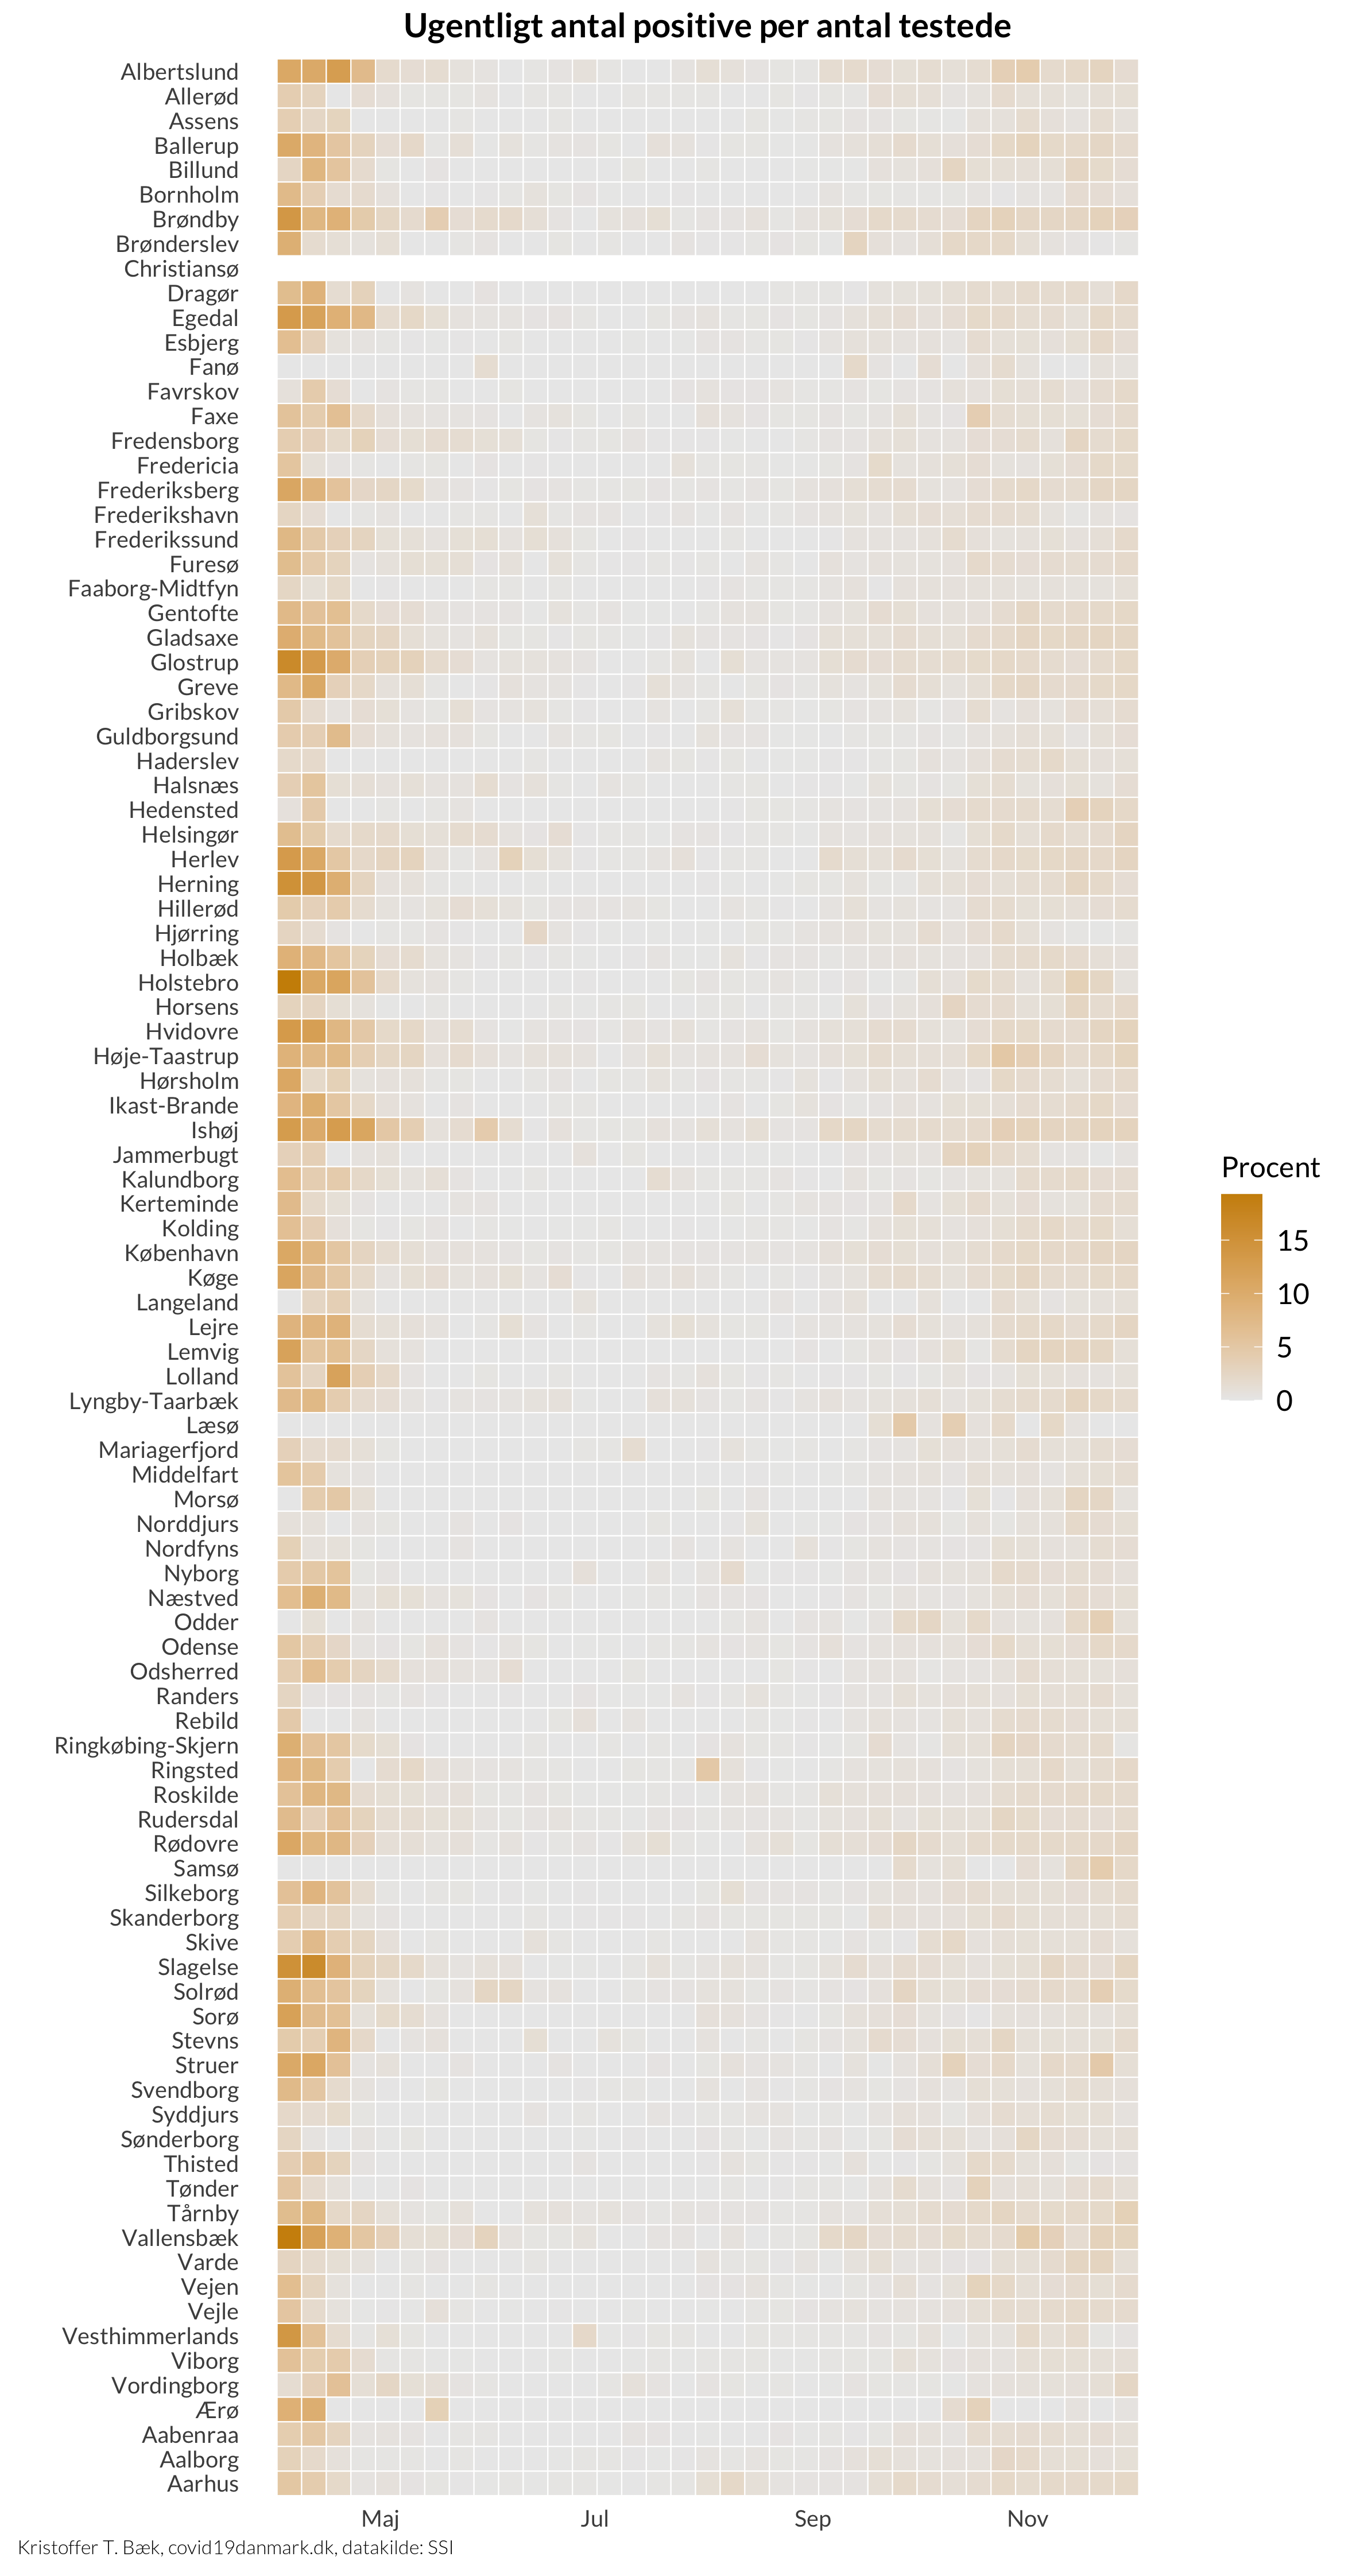 Ugentligt antal positive per antal testede
Albertslund
Allerød
Assens
Ballerup
Billund
Bornholm
Brøndby
Brønderslev
Christiansø
Dragør
Egedal
Esbjerg
Fanø
Favrskov
Faxe
Fredensborg
Fredericia
Frederiksberg
Frederikshavn
Frederikssund
Furesø
Faaborg-Midtfyn
Gentofte
Gladsaxe
Glostrup
Greve
Gribskov
Guldborgsund
Haderslev
Halsnæs
Hedensted
Helsingør
Herlev
Herning
Hillerød
Hjørring
Holbæk
Holstebro
Horsens
Hvidovre
Høje-Taastrup
Hørsholm
Ikast-Brande
Ishøj
Jammerbugt
Kalundborg
Kerteminde
Kolding
København
Køge
Langeland
Lejre
Lemvig
Lolland
Lyngby-Taarbæk
Læsø
Mariagerfjord
Middelfart
Morsø
Norddjurs
Nordfyns
Nyborg
Næstved
Odder
Odense
Odsherred
Randers
Rebild
Ringkøbing-Skjern
Ringsted
Roskilde
Rudersdal
Rødovre
Samsø
Silkeborg
Skanderborg
Skive
Slagelse
Solrød
Sorø
Stevns
Struer
Svendborg
Syddjurs
Sønderborg
Thisted
Tønder
Tårnby
Vallensbæk
Varde
Vejen
Vejle
Vesthimmerlands
Viborg
Vordingborg
Ærø
Aabenraa
Aalborg
Aarhus
Maj Jul Sep Nov
Procent
15
10
5
0
Kristoffer T. Bæk, covid19danmark.dk, datakilde: SSI